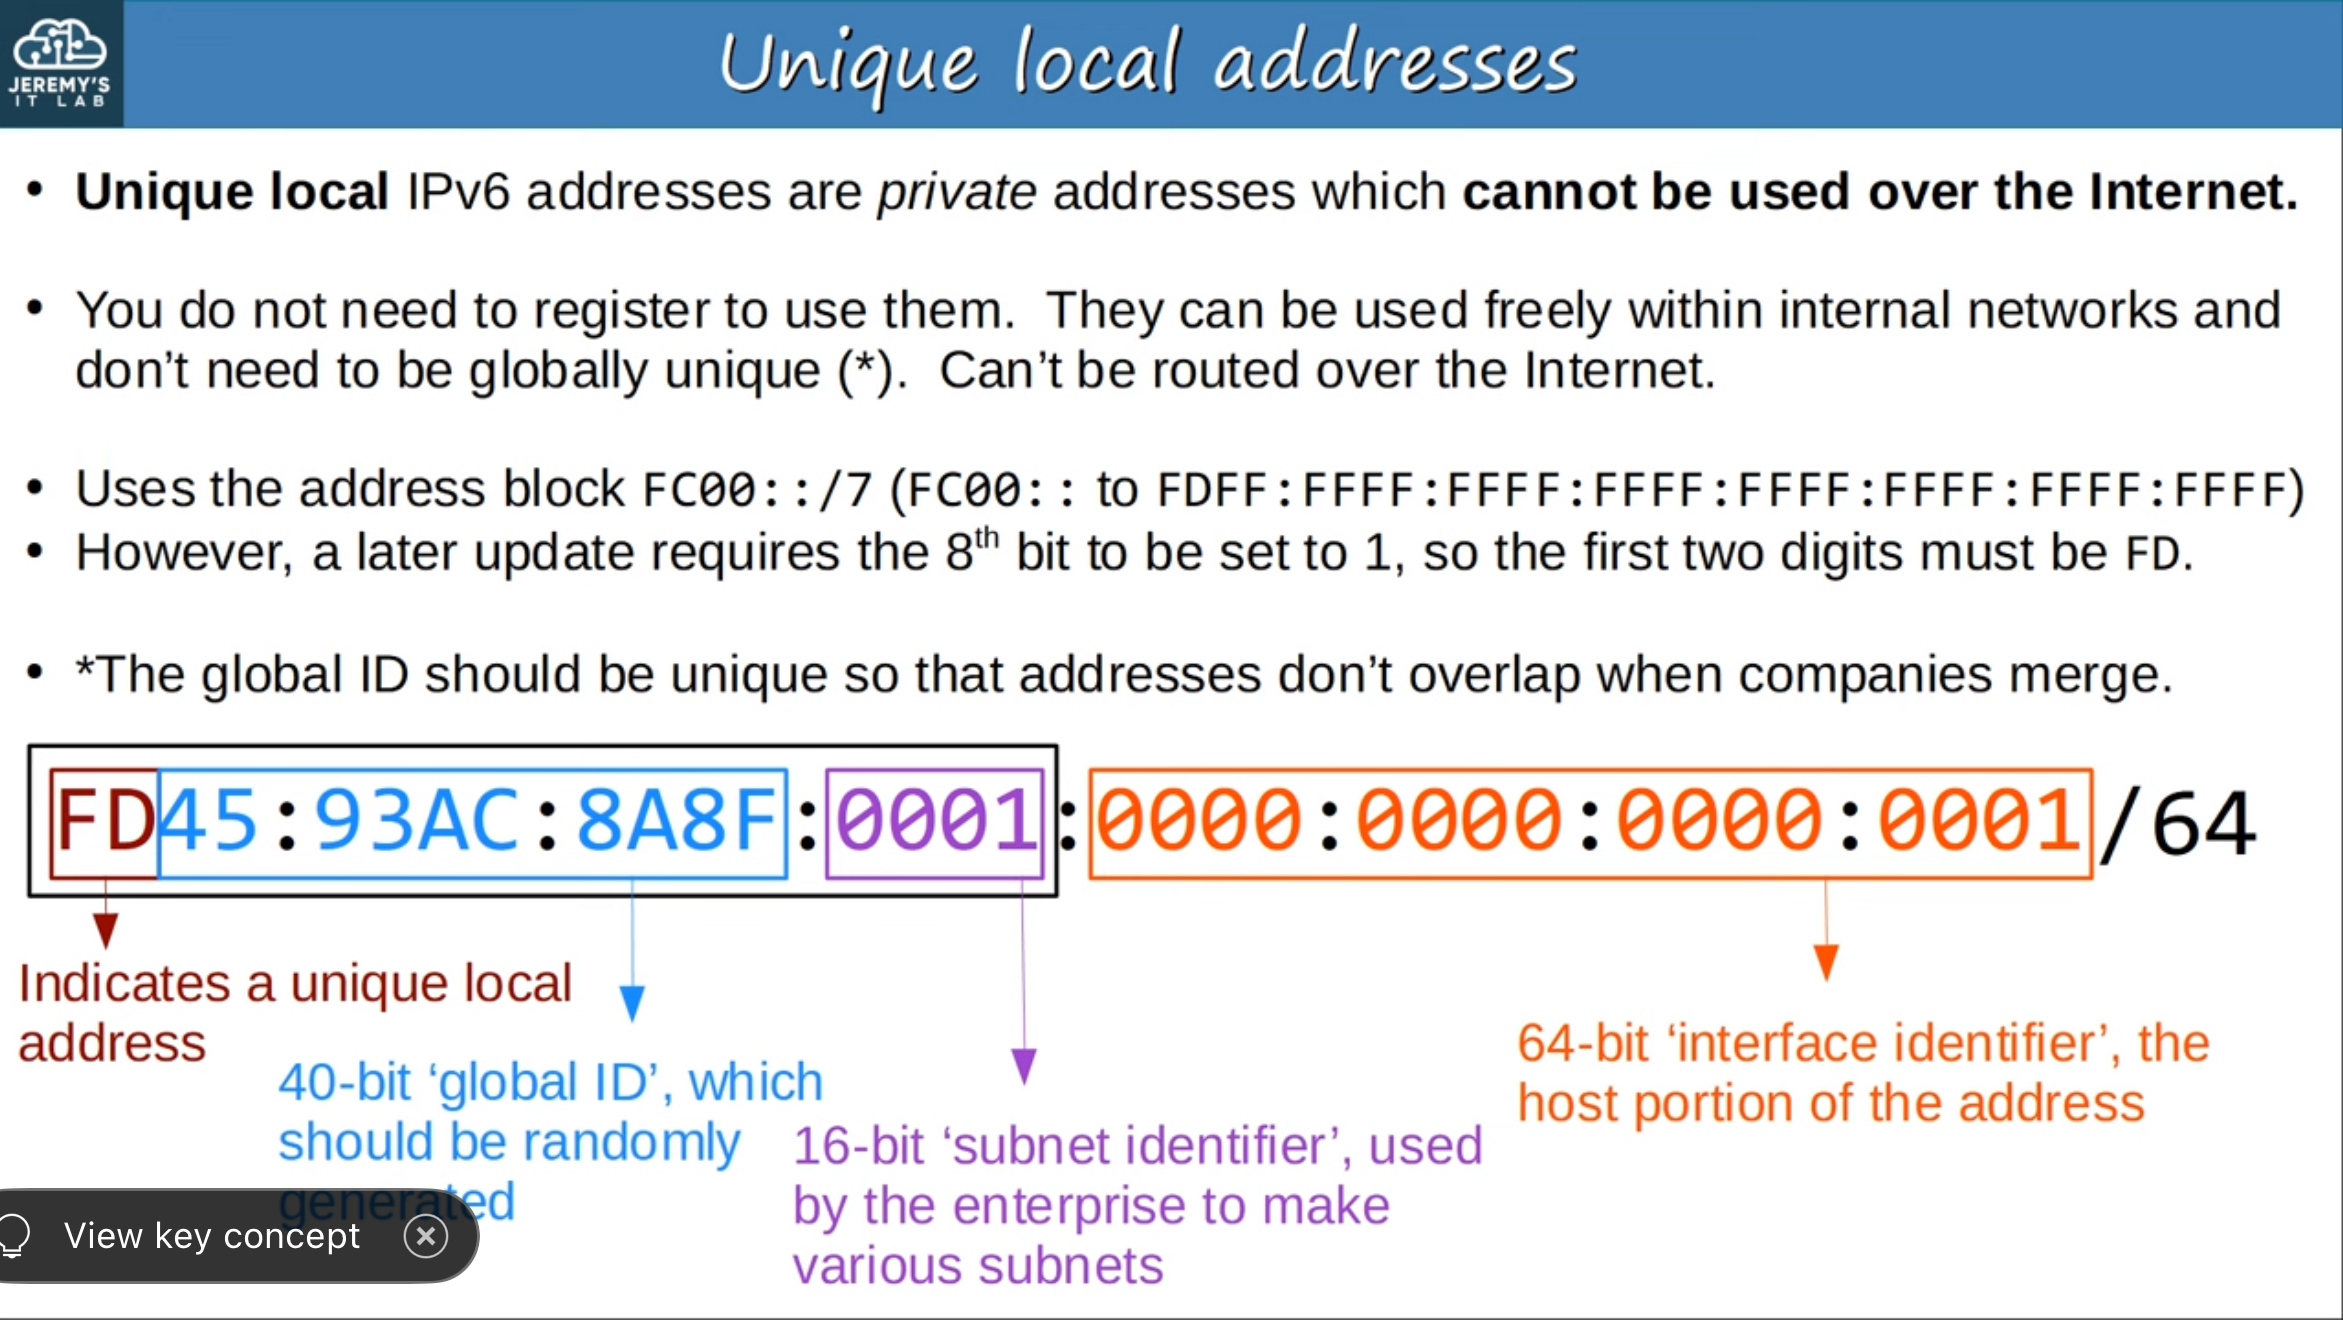 JEREMY'S
IT LAB
Unique local addresses
• Unique local IPv6 addresses are private addresses which cannot be used over the Internet.
• You do not need to register to use them.  They can be used freely within internal networks and
don't need to be globally unique (*).  Can't be routed over the Internet.
• Uses the address block FC00::/7 (FC00:: to FDFF:FFFF:FFFF:FFFF:FFFF:FFFF:FFFF:FFFF)
• However, a later update requires the 8th bit to be set to 1, so the first two digits must be FD.
• *The global ID should be unique so that addresses don't overlap when companies merge.
FD45:93AC:8A8F:0001:0000:0000:0000:0001/64
Indicates a unique local
address
40-bit ‘global ID’, which
should be randomly
generated
16-bit ‘subnet identifier’, used
by the enterprise to make
various subnets
64-bit ‘interface identifier’, the
host portion of the address
View key concept